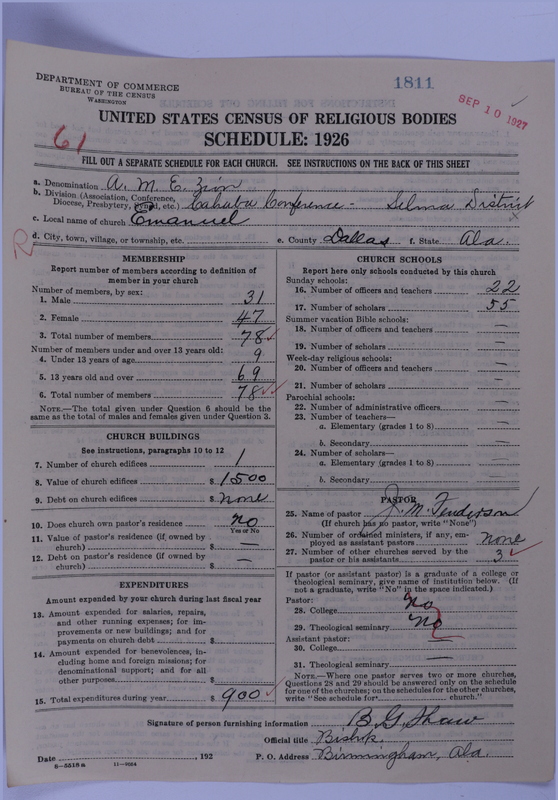 1811
DEPARTMENT OF COMMERCE
BUREAU OF THE CENSUS
WASHINGTON
SEP 10 1927
UNITED STATES CENSUS OF RELIGIOUS BODIES
61
SCHEDULE: 1926
FILL OUT A SEPARATE SCHEDULE FOR EACH CHURCH. SEE INSTRUCTIONS ON THE BACK OF THIS SHEET
a. Denomination A. M. E. Zion
b. Division (Association, Conference, Diocese, Presbytery, Synod, etc.) Cahaba Conference - Selma District
c. Local name of church Emanuel
d. City, town, village, or township, etc. e. County Dallas f. State Ala.
R
MEMBERSHIP
Report number of members according to definition of
member in your church
Number of members, by sex:
1. Male 31
2. Female 47
3. Total number of members 78
Number of members under and over 13 years old:
4. Under 13 years of age 9
5. 13 years old and over 69
6. Total number of members 78
NOTE.—The total given under Question 6 should be the
same as the total of males and females given under Question 3.
CHURCH BUILDINGS
See instructions, paragraphs 10 to 12
7. Number of church edifices 1
8. Value of church edifices $ 1500
9. Debt on church edifices $ none
10. Does church own pastor's residence no
Yes or No
11. Value of pastor's residence (if owned by
church) $ —
12. Debt on pastor's residence (if owned by
church) $ —
EXPENDITURES
Amount expended by your church during last fiscal year
13. Amount expended for salaries, repairs,
and other running expenses; for im-
provements or new buildings; and for
payments on church debt $
14. Amount expended for benevolences, in-
cluding home and foreign missions; for
denominational support; and for all
other purposes $
15. Total expenditures during year $ 900
CHURCH SCHOOLS
Report here only schools conducted by this church
Sunday schools:
16. Number of officers and teachers 22
17. Number of scholars 55
Summer vacation Bible schools:
18. Number of officers and teachers —
19. Number of scholars —
Week-day religious schools:
20. Number of officers and teachers —
21. Number of scholars —
Parochial schools:
22. Number of administrative officers —
23. Number of teachers—
a. Elementary (grades 1 to 8) —
b. Secondary —
24. Number of scholars—
a. Elementary (grades 1 to 8) —
b. Secondary —
PASTOR
25. Name of pastor J. M. Fenderson
(If church has no pastor, write "None")
26. Number of ordained ministers, if any, em-
ployed as assistant pastors none
27. Number of other churches served by the
pastor or his assistants 3
If pastor (or assistant pastor) is a graduate of a college or
theological seminary, give name of institution below. (If
not a graduate, write "No" in the space indicated.)
Pastor:
28. College No
29. Theological seminary No
Assistant pastor:
30. College —
31. Theological seminary —
NOTE.—Where one pastor serves two or more churches,
Questions 28 and 29 should be answered only on the schedule
for one of the churches; on the schedules for the other churches,
write "See schedule for church."
Signature of person furnishing information B. G. Shaw
Official title Bishop.
Date , 192 P. O. Address Birmingham, Ala.
8—5518a 11—9024